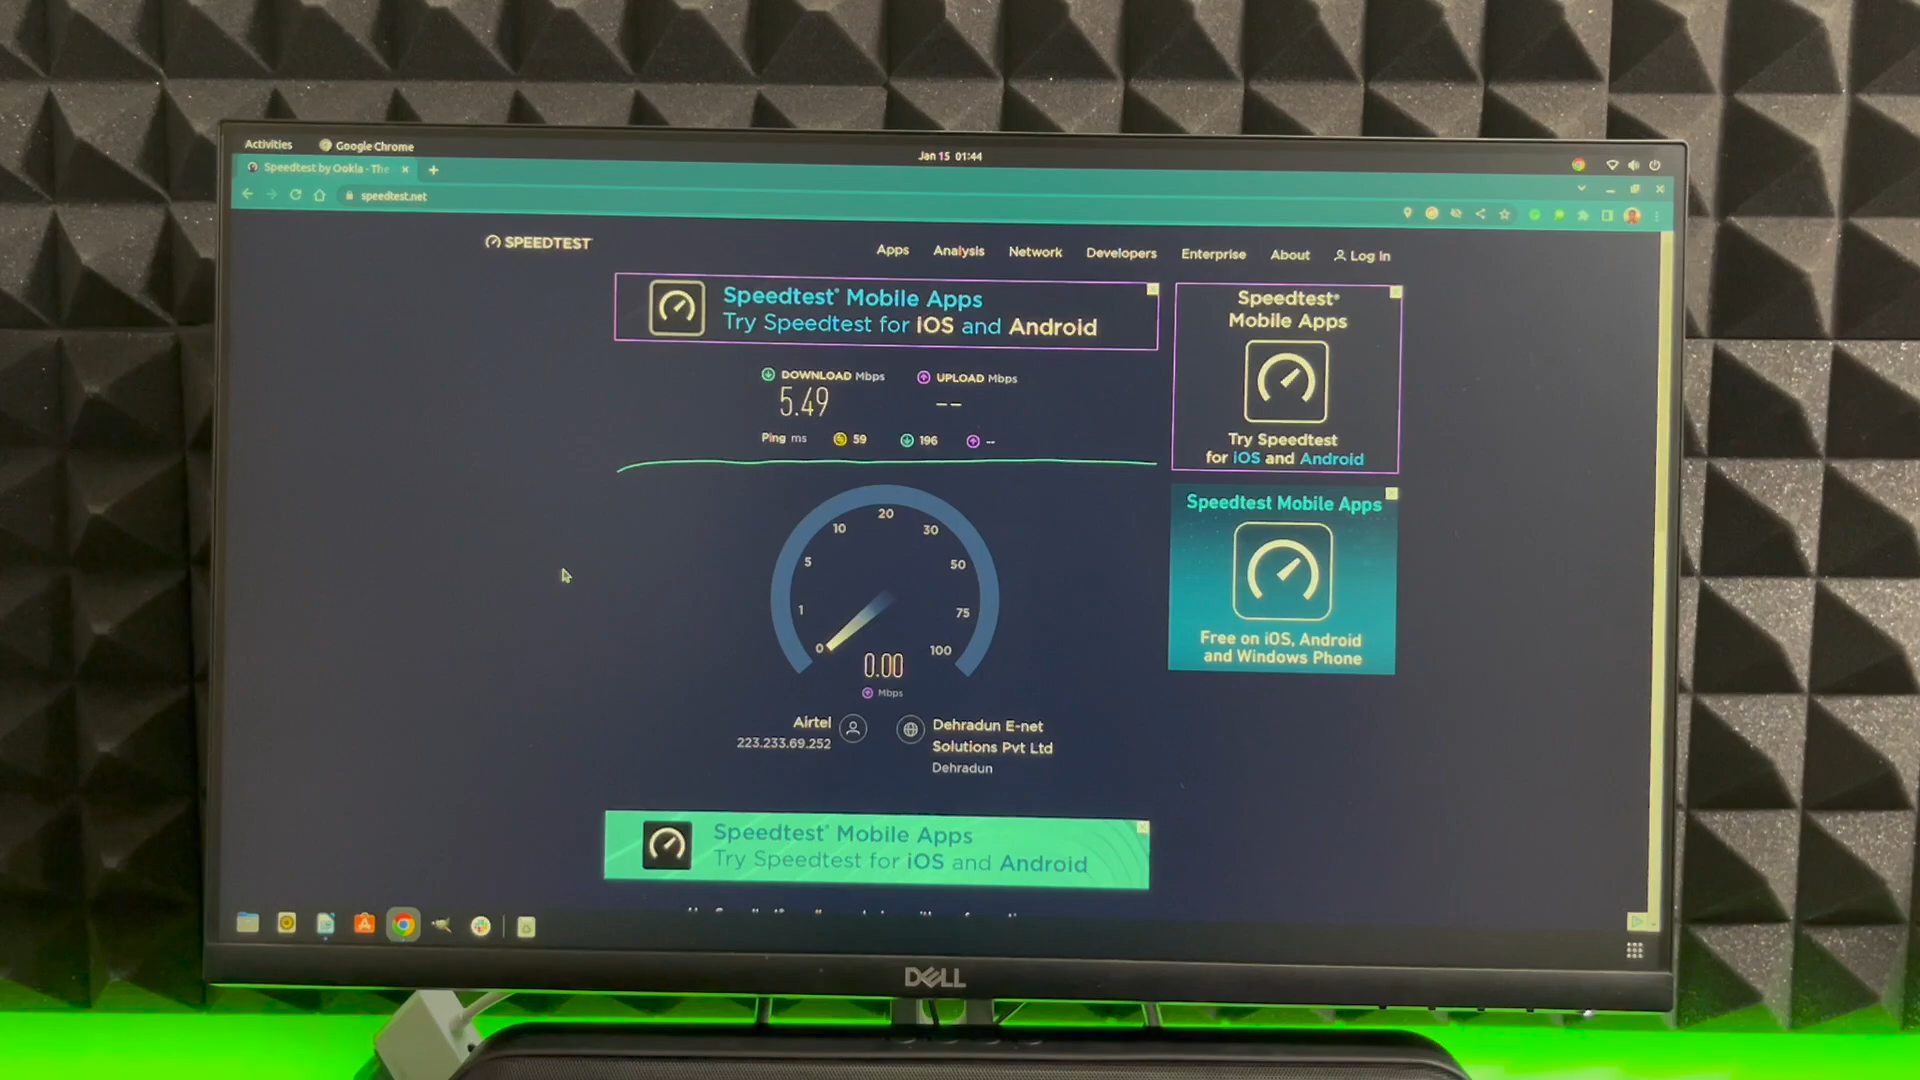 Activities
Google Chrome
Jan 15 01:44
Speedtest by Ookla - The
speedtest.net
SPEEDTEST
Apps
Analysis
Network
Developers
Enterprise
About
Log In
Speedtest® Mobile Apps
Try Speedtest for iOS and Android
Speedtest®
Mobile Apps
Try Speedtest
for iOS and Android
DOWNLOAD Mbps
5.49
UPLOAD Mbps
--
Ping ms
59
196
--
Speedtest Mobile Apps
Free on iOS, Android
and Windows Phone
0
1
5
10
20
30
50
75
100
0.00
Mbps
Airtel
223.233.69.252
Dehradun E-net
Solutions Pvt Ltd
Dehradun
Speedtest® Mobile Apps
Try Speedtest for iOS and Android
DELL